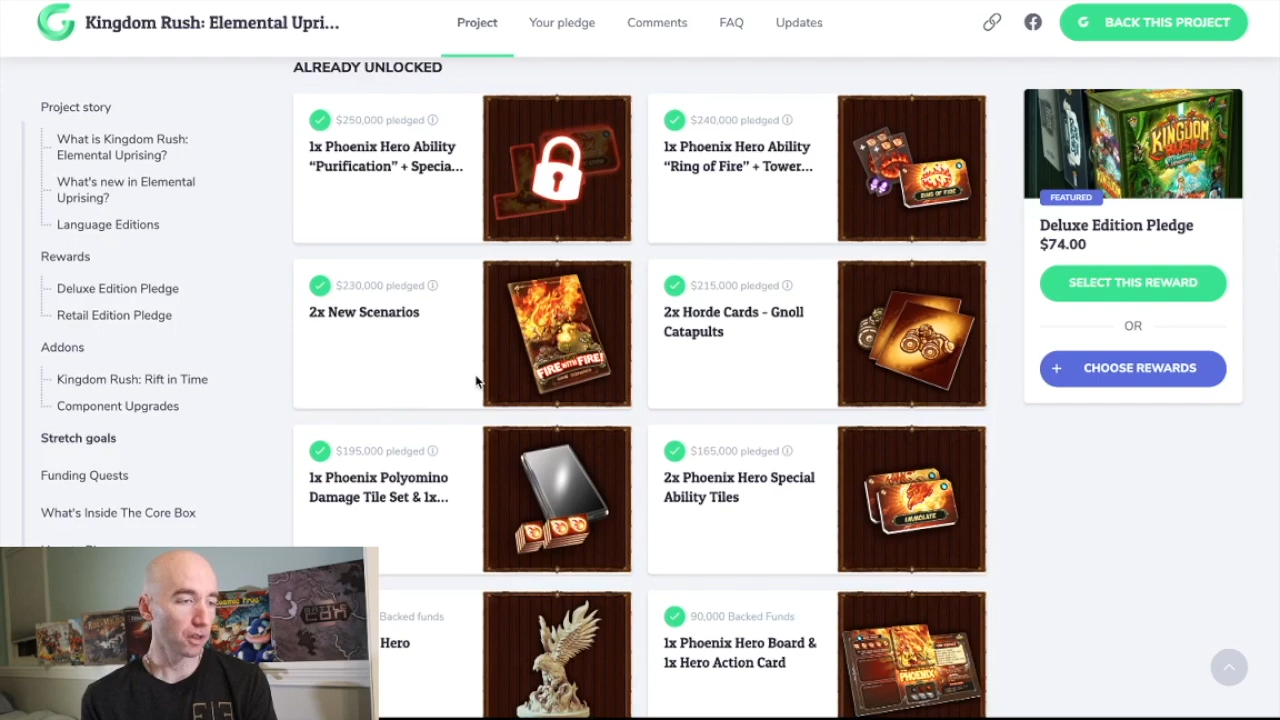 Kingdom Rush: Elemental Upri...
Project
Your pledge
Comments
FAQ
Updates
BACK THIS PROJECT
ALREADY UNLOCKED
Project story
What is Kingdom Rush:
Elemental Uprising?
What's new in Elemental
Uprising?
Language Editions
Rewards
Deluxe Edition Pledge
Retail Edition Pledge
Addons
Kingdom Rush: Rift in Time
Component Upgrades
Stretch goals
Funding Quests
What's Inside The Core Box
$250,000 pledged
1x Phoenix Hero Ability
“Purification” + Specia...
$240,000 pledged
1x Phoenix Hero Ability
“Ring of Fire” + Tower...
RING OF FIRE
$230,000 pledged
2x New Scenarios
FIRE WITH FIRE!
$215,000 pledged
2x Horde Cards - Gnoll
Catapults
$195,000 pledged
1x Phoenix Polyomino
Damage Tile Set & 1x...
$165,000 pledged
2x Phoenix Hero Special
Ability Tiles
IMMOLATE
Backed funds
Hero
90,000 Backed Funds
1x Phoenix Hero Board &
1x Hero Action Card
PHOENIX
KINGDOM
RUSH
FEATURED
Deluxe Edition Pledge
$74.00
SELECT THIS REWARD
OR
+ CHOOSE REWARDS
BATTLE
CON